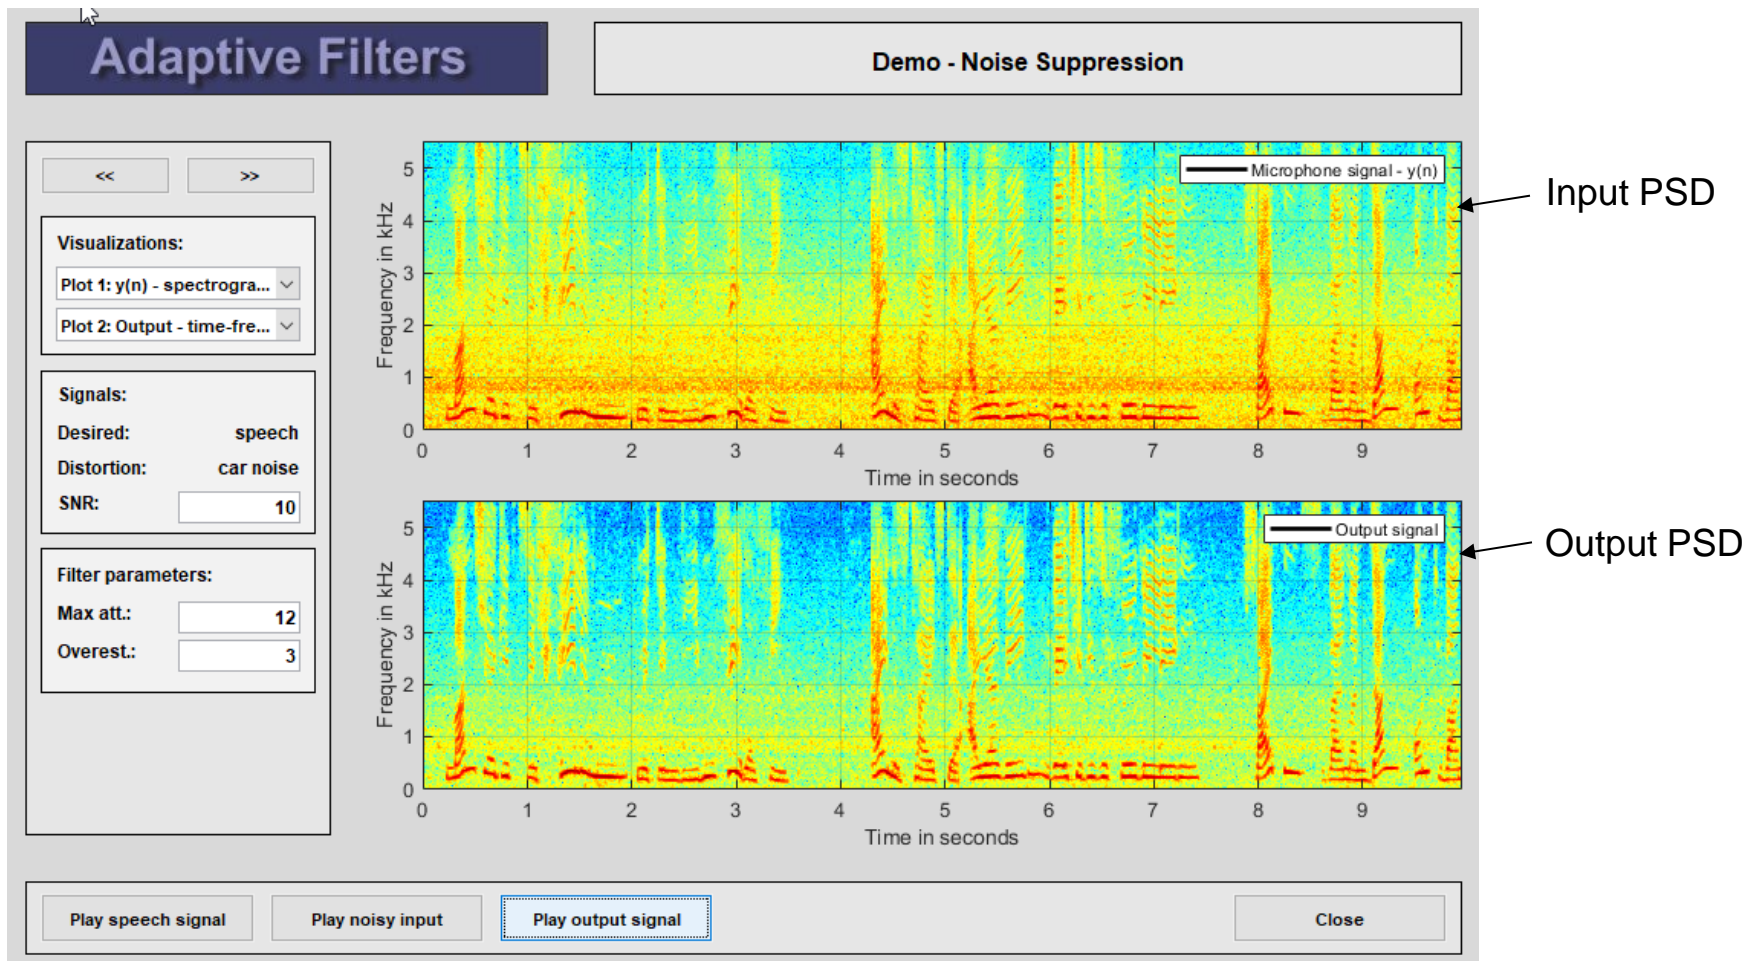 Adaptive Filters
Demo - Noise Suppression
<< >>
Visualizations:
Plot 1: y(n) - spectrogra...
Plot 2: Output - time-fre...
Signals:
Desired: speech
Distortion: car noise
SNR: 10
Filter parameters:
Max att.: 12
Overest.: 3
Microphone signal - y(n)
Frequency in kHz
5
4
3
2
1
0
0 1 2 3 4 5 6 7 8 9
Time in seconds
Input PSD
Output signal
Frequency in kHz
5
4
3
2
1
0
0 1 2 3 4 5 6 7 8 9
Time in seconds
Output PSD
Play speech signal Play noisy input Play output signal Close